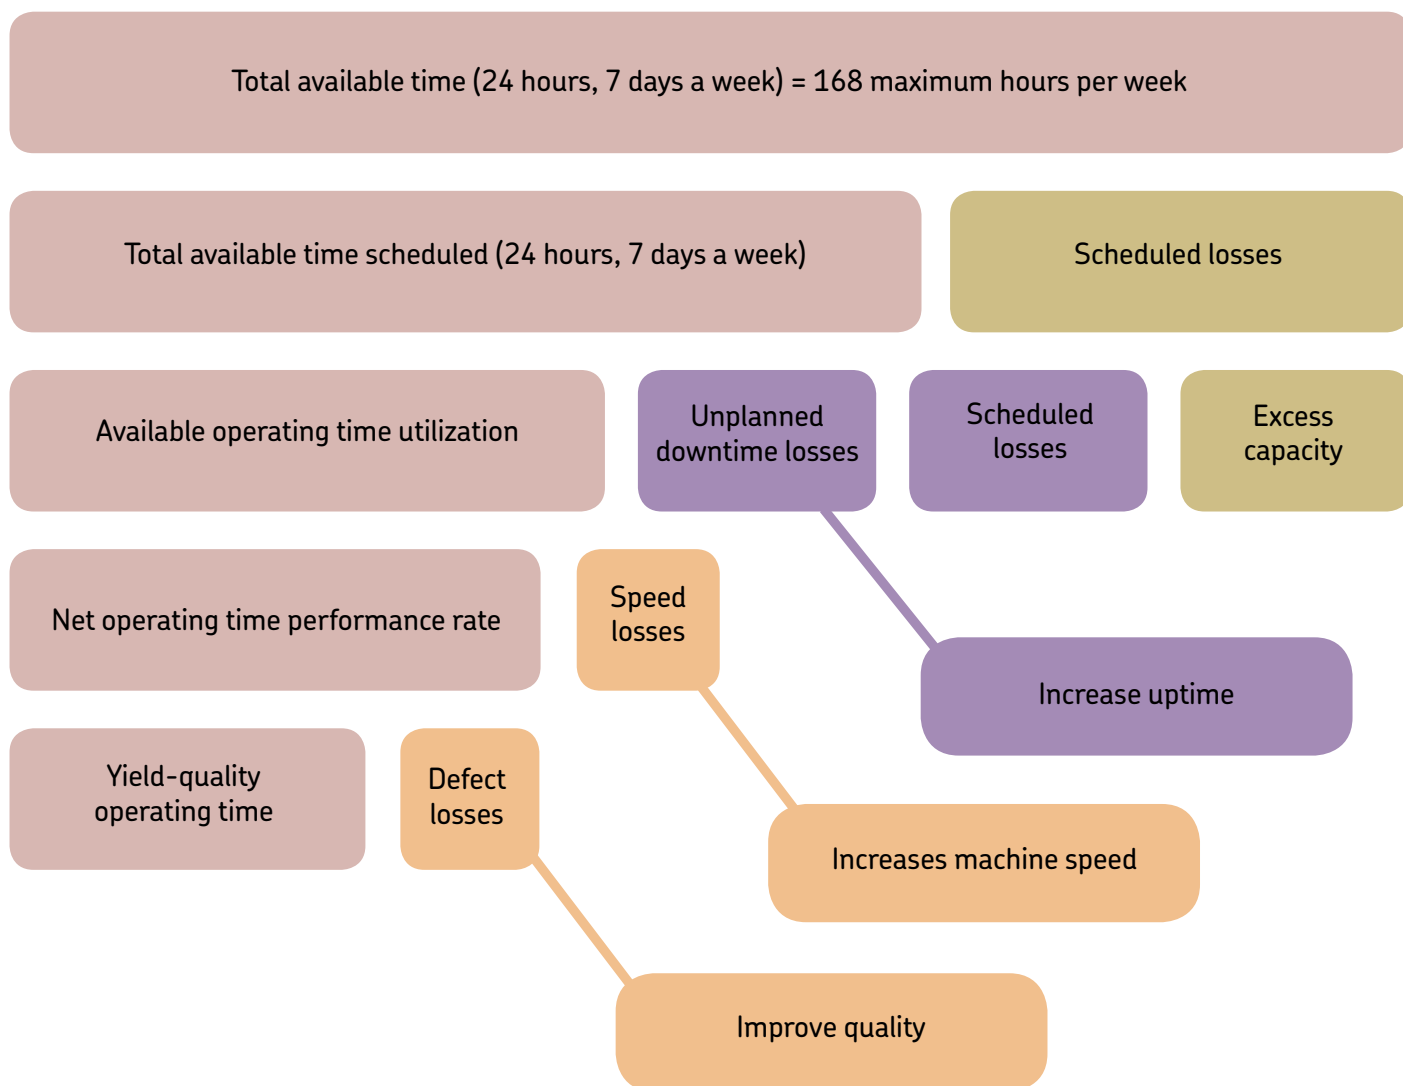 Total available time (24 hours, 7 days a week) = 168 maximum hours per week
Total available time scheduled (24 hours, 7 days a week)
Scheduled losses
Available operating time utilization
Unplanned
downtime losses
Scheduled
losses
Excess
capacity
Net operating time performance rate
Speed
losses
Increase uptime
Yield-quality
operating time
Defect
losses
Increases machine speed
Improve quality